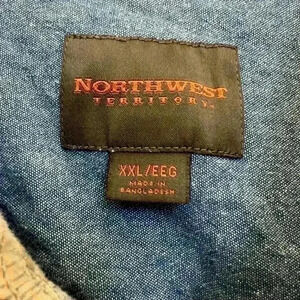 NORTHWEST
TERRITORY
XXL/EEG
MADE IN
BANGLADESH